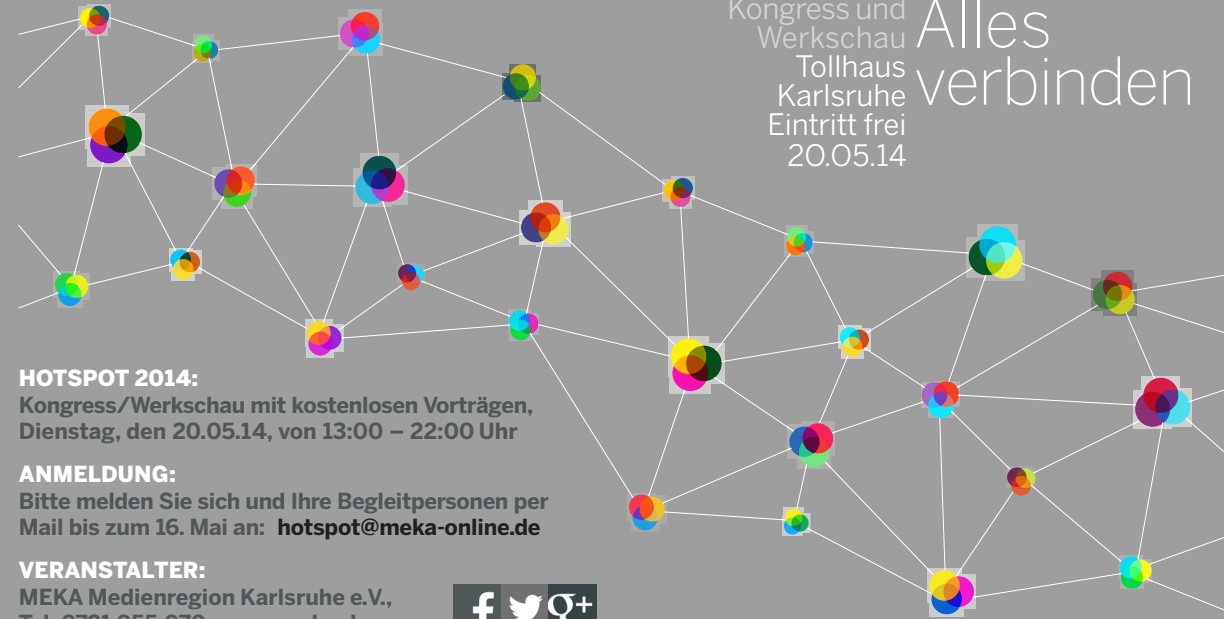 Kongress und
Werkschau
Tollhaus
Karlsruhe
Eintritt frei
20.05.14
Alles
verbinden
HOTSPOT 2014:
Kongress/Werkschau mit kostenlosen Vorträgen,
Dienstag, den 20.05.14, von 13:00 – 22:00 Uhr
ANMELDUNG:
Bitte melden Sie sich und Ihre Begleitpersonen per
Mail bis zum 16. Mai an: hotspot@meka-online.de
VERANSTALTER:
MEKA Medienregion Karlsruhe e.V.,
f g+